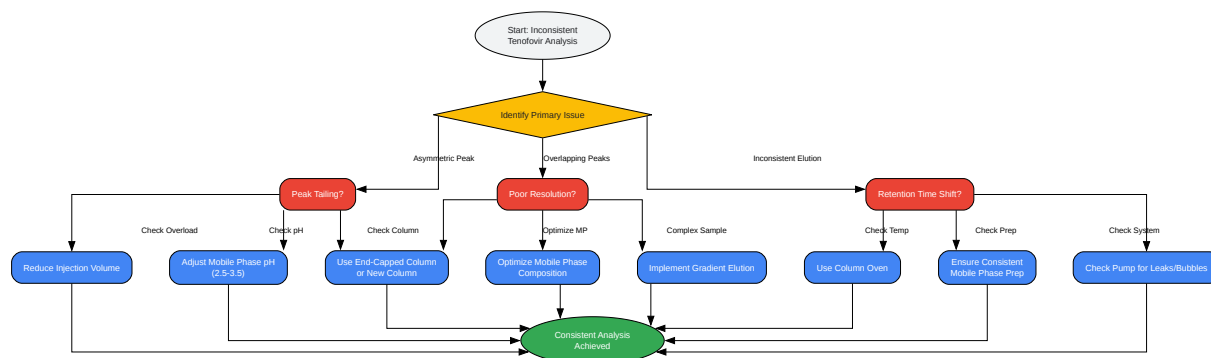 Start: Inconsistent
Tenofovir Analysis
Identify Primary Issue
Asymmetric Peak
Overlapping Peaks
Inconsistent Elution
Peak Tailing?
Poor Resolution?
Retention Time Shift?
Check Overload
Check pH
Check Column
Optimize MP
Complex Sample
Check Temp
Check Prep
Check System
Reduce Injection Volume
Adjust Mobile Phase pH
(2.5-3.5)
Use End-Capped Column
or New Column
Optimize Mobile Phase
Composition
Implement Gradient Elution
Use Column Oven
Ensure Consistent
Mobile Phase Prep
Check Pump for Leaks/Bubbles
Consistent Analysis
Achieved